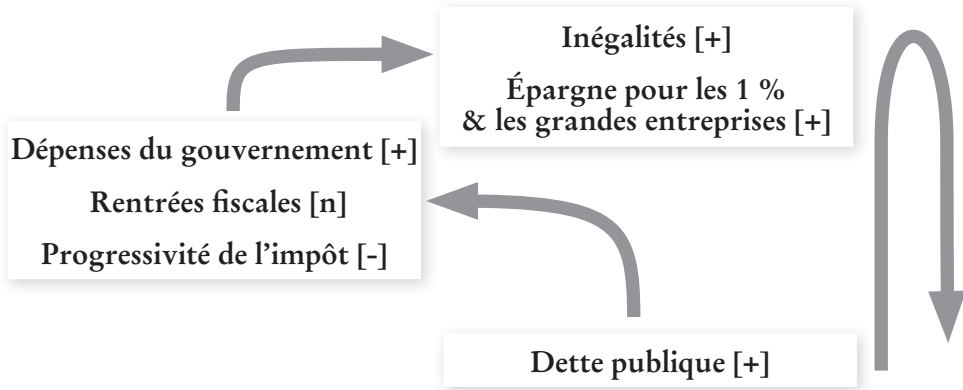 Inégalités [+]
Épargne pour les 1 %
& les grandes entreprises [+]
Dépenses du gouvernement [+]
Rentrées fiscales [n]
Progressivité de l’impôt [-]
Dette publique [+]